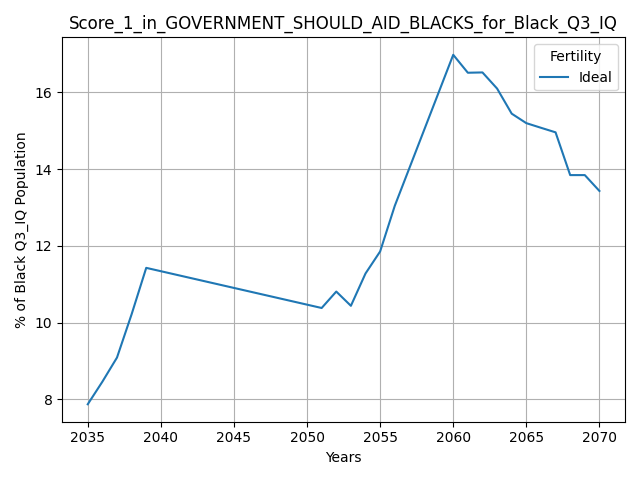 Score_1_in_GOVERNMENT_SHOULD_AID_BLACKS_for_Black_Q3_IQ
Fertility
Ideal
% of Black Q3_IQ Population
16
14
12
10
8
2035 2040 2045 2050 2055 2060 2065 2070
Years